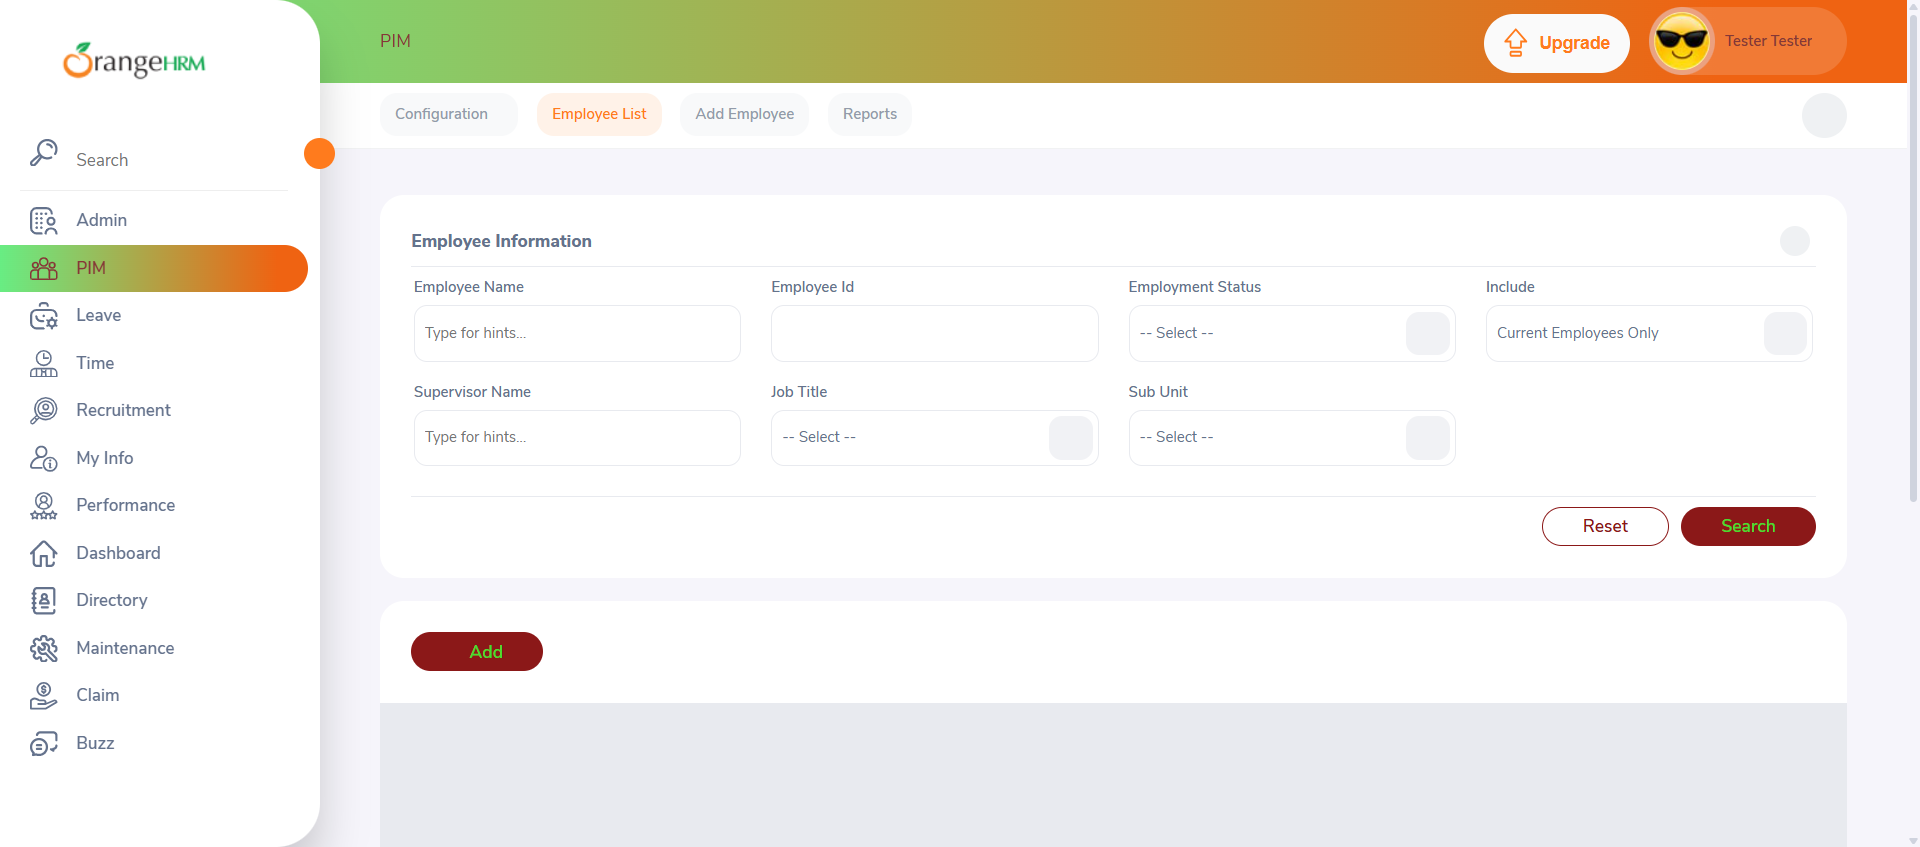 OrangeHRM
Search
Admin
PIM
Leave
Time
Recruitment
My Info
Performance
Dashboard
Directory
Maintenance
Claim
Buzz
PIM
Upgrade
Tester Tester
Configuration
Employee List
Add Employee
Reports
Employee Information
Employee Name
Employee Id
Employment Status
Include
Type for hints...
-- Select --
Current Employees Only
Supervisor Name
Job Title
Sub Unit
Type for hints...
-- Select --
-- Select --
Reset
Search
Add